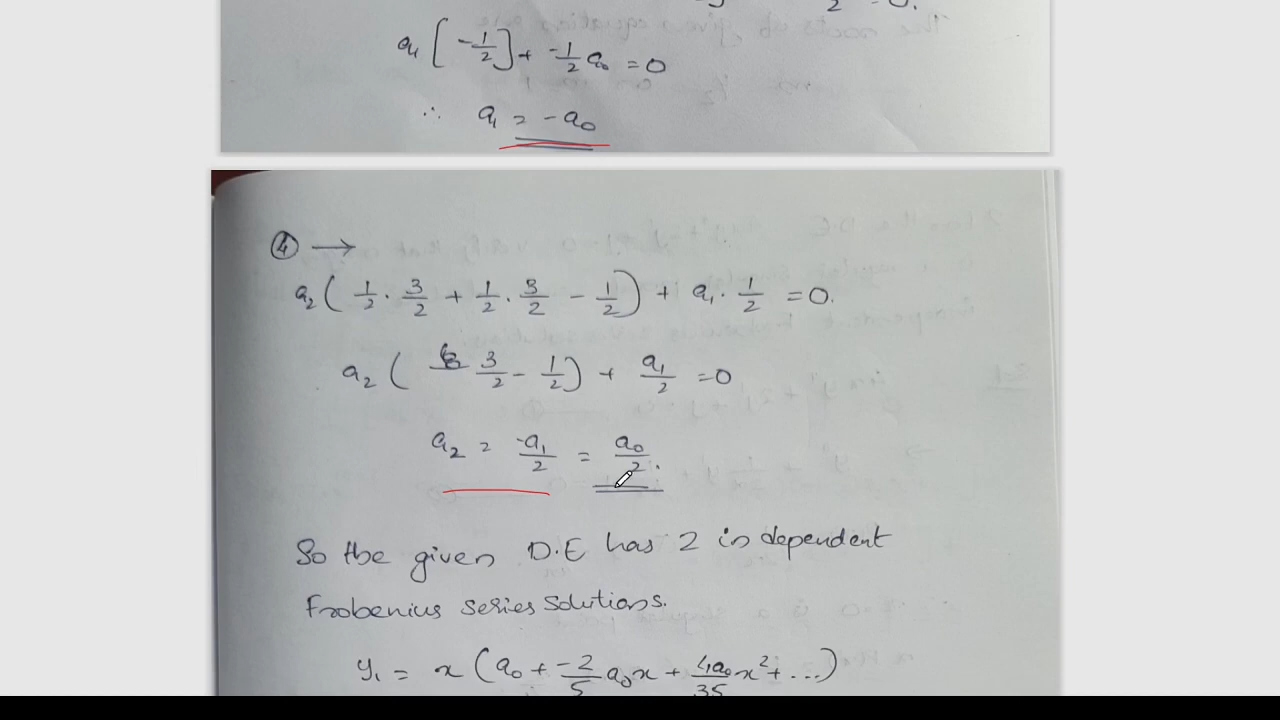 a₁ [ -1/2 ] + -1/2 a₀ = 0
∴ a₁ = -a₀
④ →
a₂ ( 1/2 · 3/2 + 1/2 · 3/2 - 1/2 ) + a₁ · 1/2 = 0.
a₂ ( 3/2 - 1/2 ) + a₁/2 = 0
a₂ = -a₁/2 = a₀/2.
So the given D.E has 2 independent
Frobenius series solutions.
y₁ = x ( a₀ + -2/5 a₀x + 4a₀/35 x² + ... )